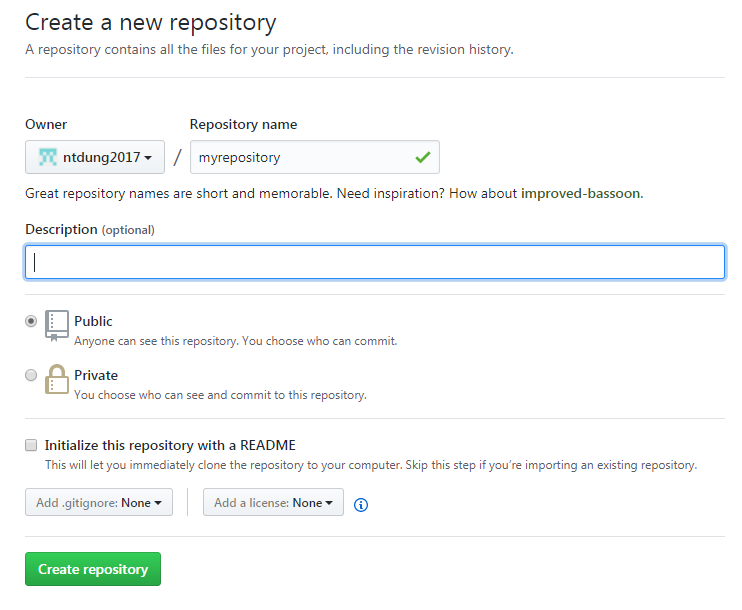 Create a new repository
A repository contains all the files for your project, including the revision history.
Owner
Repository name
ntdung2017
/
myrepository
Great repository names are short and memorable. Need inspiration? How about improved-bassoon.
Description (optional)
Public
Anyone can see this repository. You choose who can commit.
Private
You choose who can see and commit to this repository.
Initialize this repository with a README
This will let you immediately clone the repository to your computer. Skip this step if you’re importing an existing repository.
Add .gitignore: None
Add a license: None
i
Create repository